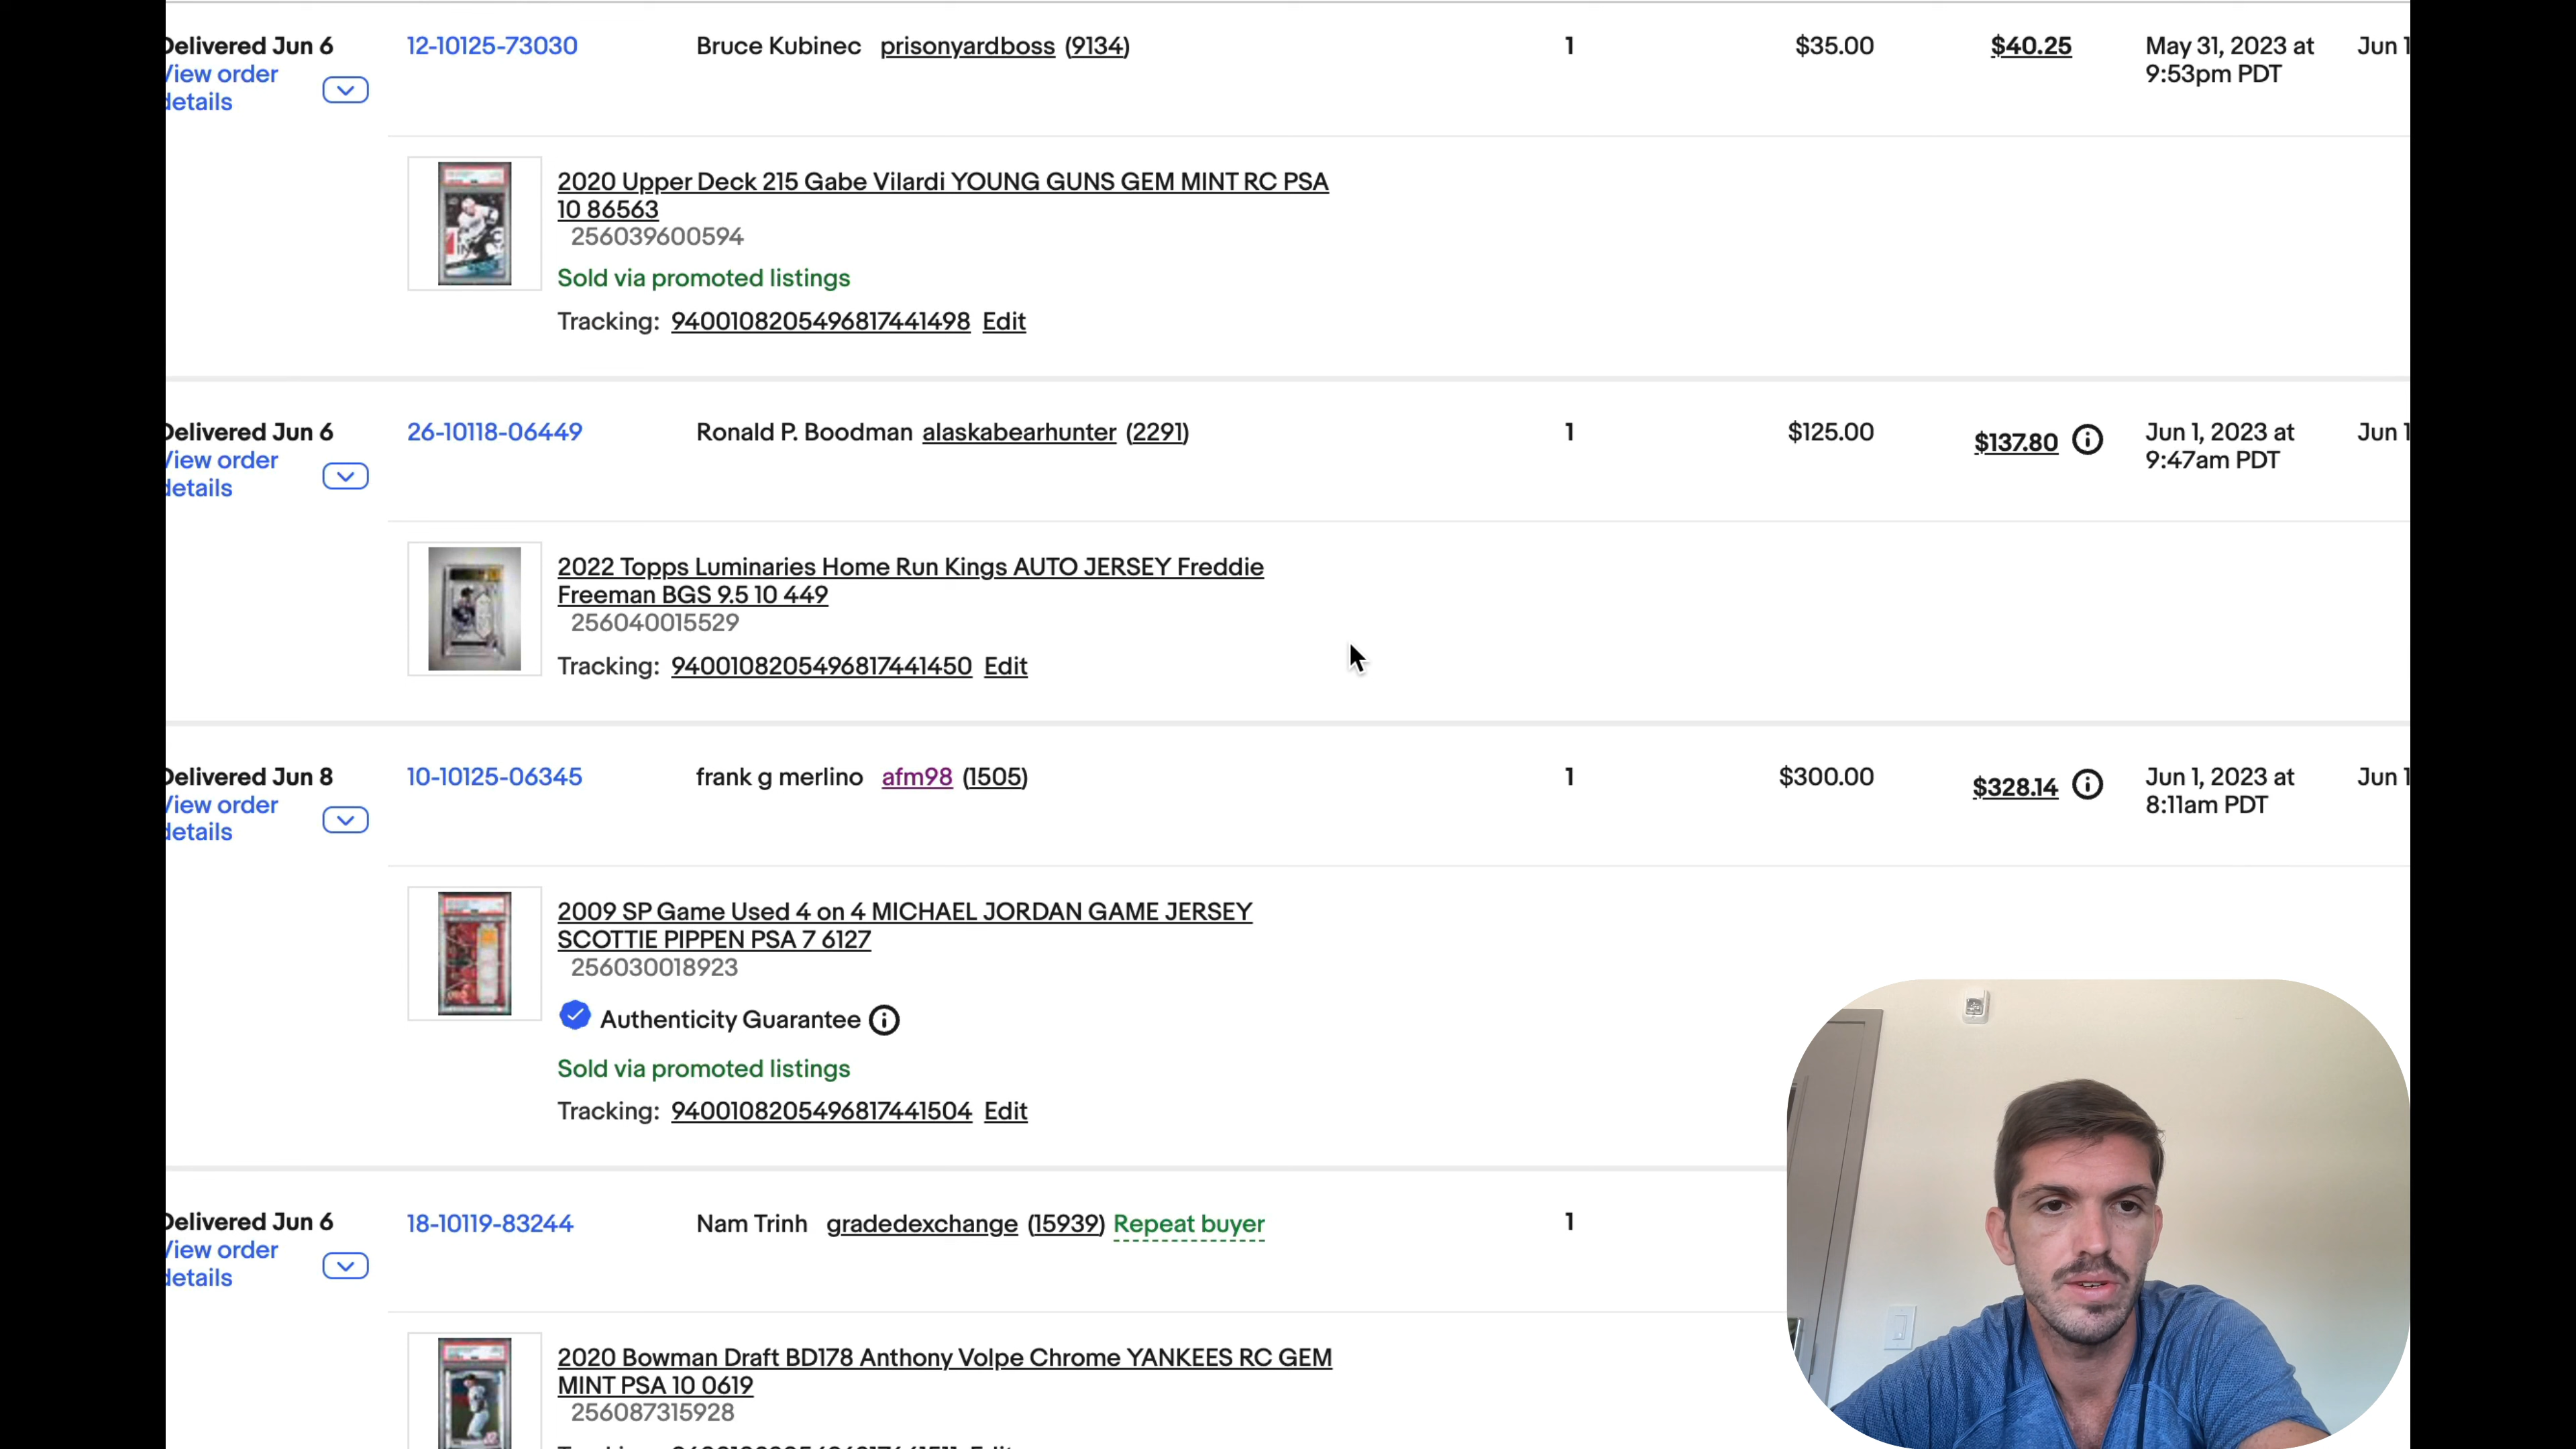 Delivered Jun 6 12-10125-73030 Bruce Kubinec prisonyardboss (9134) 1 $35.00 $40.25 May 31, 2023 at Jun 1
View order 9:53pm PDT
details
2020 Upper Deck 215 Gabe Vilardi YOUNG GUNS GEM MINT RC PSA
10 86563
256039600594
Sold via promoted listings
Tracking: 9400108205496817441498 Edit
Delivered Jun 6 26-10118-06449 Ronald P. Boodman alaskabearhunter (2291) 1 $125.00 $137.80 Jun 1, 2023 at Jun 1
View order 9:47am PDT
details
2022 Topps Luminaries Home Run Kings AUTO JERSEY Freddie
Freeman BGS 9.5 10 449
256040015529
Tracking: 9400108205496817441450 Edit
Delivered Jun 8 10-10125-06345 frank g merlino afm98 (1505) 1 $300.00 $328.14 Jun 1, 2023 at Jun 1
View order 8:11am PDT
details
2009 SP Game Used 4 on 4 MICHAEL JORDAN GAME JERSEY
SCOTTIE PIPPEN PSA 7 6127
256030018923
Authenticity Guarantee
Sold via promoted listings
Tracking: 9400108205496817441504 Edit
Delivered Jun 6 18-10119-83244 Nam Trinh gradedexchange (15939) Repeat buyer 1
View order
details
2020 Bowman Draft BD178 Anthony Volpe Chrome YANKEES RC GEM
MINT PSA 10 0619
256087315928